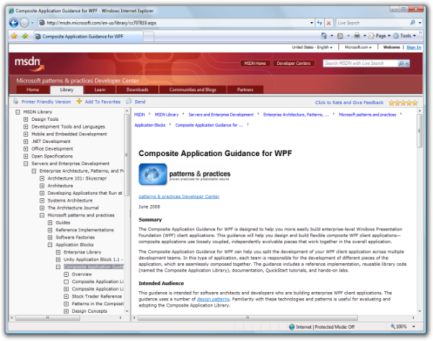 Composite Application Guidance for WPF - Windows Internet Explorer
http://msdn.microsoft.com/en-us/library/cc707819.aspx
Live Search
Composite Application Guidance for WPF
Page Tools
United States - English Microsoft.com Welcome Sign In
msdn
MSDN Home Developer Centers Search MSDN with Live Search
Microsoft patterns & practices Developer Center
Home Library Learn Downloads Communities and Blogs Partners
Printer Friendly Version Add To Favorites Send Click to Rate and Give Feedback
MSDN Library
Design Tools
Development Tools and Languages
Mobile and Embedded Development
.NET Development
Office Development
Open Specifications
Servers and Enterprise Development
Enterprise Architecture, Patterns, and P
Architecture 101: Skyscrapr
Architecture
Developing Applications that Run at
Systems Architecture
The Architecture Journal
Microsoft patterns and practices
Guides
Reference Implementations
Software Factories
Application Blocks
Enterprise Library
Unity Application Block 1.1 -
Composite Application Guid
Overview
Composite Application Li
Composite Application Li
Stock Trader Reference
Patterns in the Composi
Design Concepts
MSDN MSDN Library Servers and Enterprise Development Enterprise Architecture, Patterns, ... Microsoft patterns and practices
Application Blocks Composite Application Guidance for ...
Composite Application Guidance for WPF
patterns & practices
proven practices for predictable results
patterns & practices Developer Center
June 2008
Summary
The Composite Application Guidance for WPF is designed to help you more easily build enterprise-level Windows Presentation
Foundation (WPF) client applications. This guidance will help you design and build flexible composite WPF client applications—
composite applications use loosely coupled, independently evolvable pieces that work together in the overall application.
The Composite Application Guidance for WPF can help you split the development of your WPF client application across multiple
development teams. In this type of application, each team is responsible for the development of different pieces of the
application, which are seamlessly composed together. The guidance includes a reference implementation, reusable library code
(named the Composite Application Library), documentation, QuickStart tutorials, and hands-on labs.
Intended Audience
This guidance is intended for software architects and developers who are building enterprise WPF client applications. The
guidance uses a number of design patterns. Familiarity with these technologies and patterns is useful for evaluating and
adopting the Composite Application Library.
Internet | Protected Mode: Off 100%